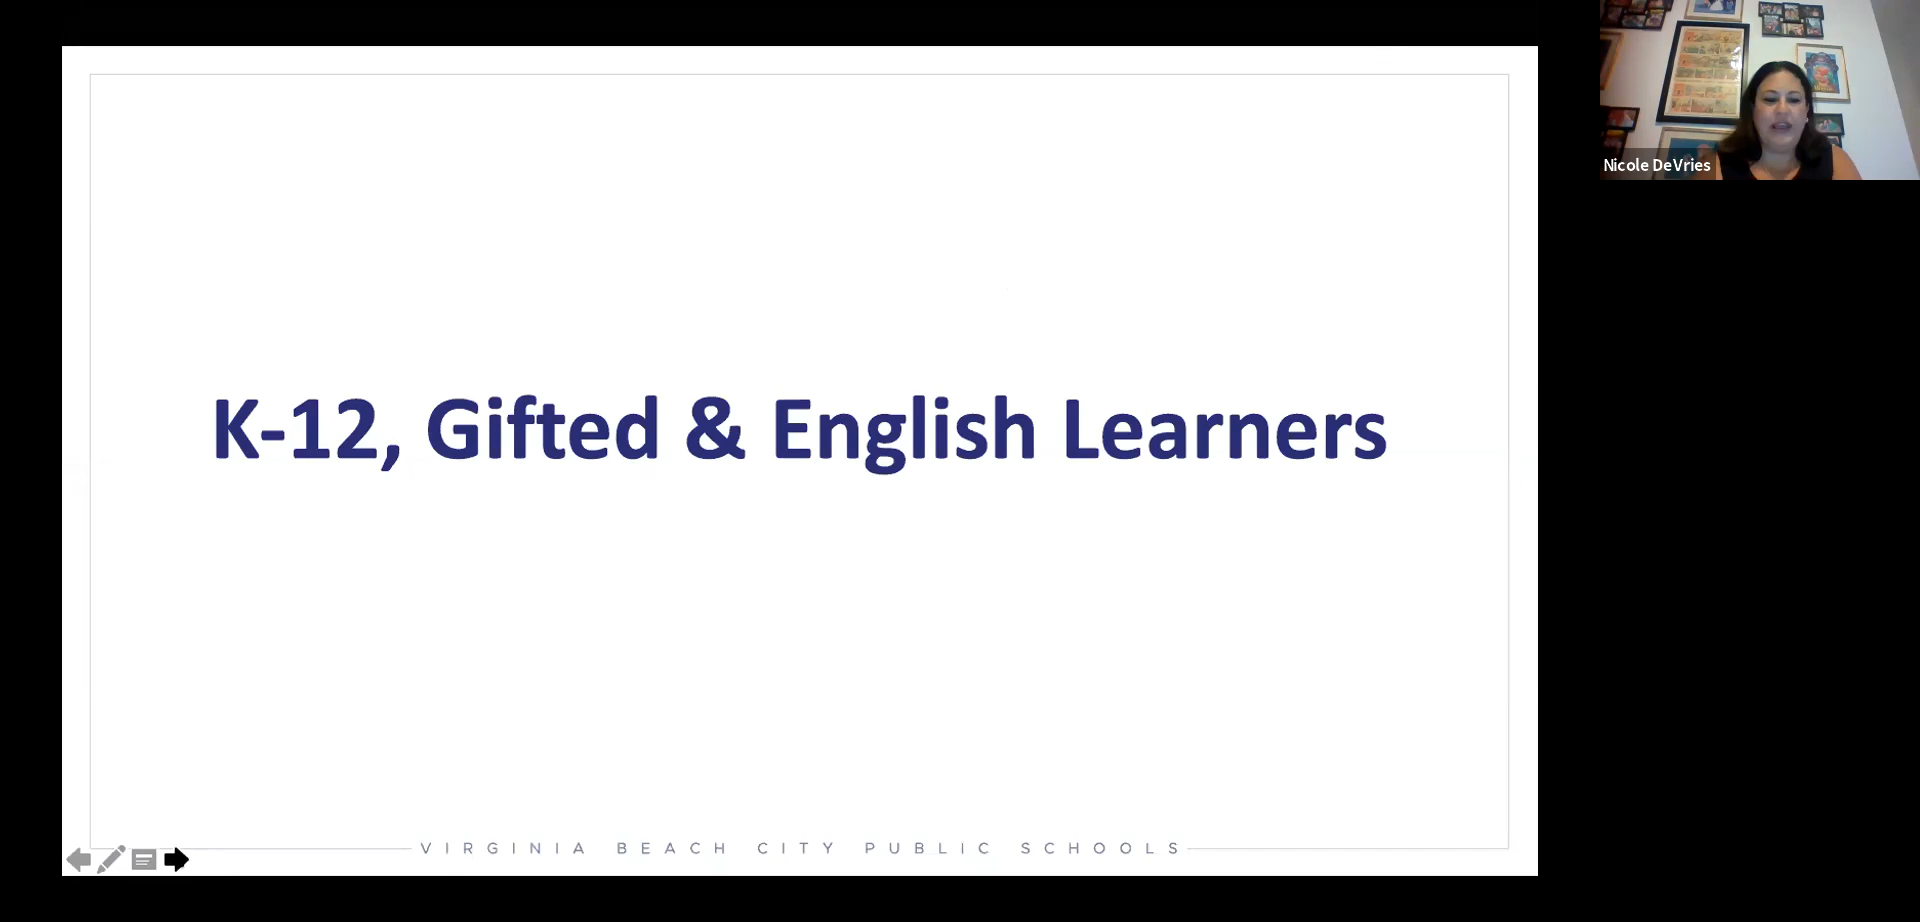 Nicole DeVries
K-12, Gifted & English Learners
VIRGINIA BEACH CITY PUBLIC SCHOOLS